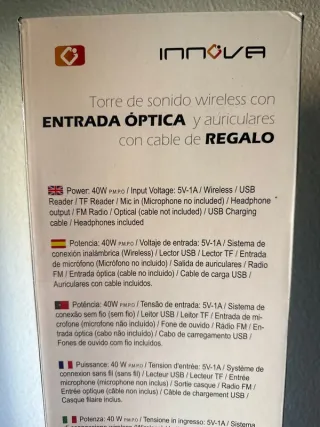 INNOVA
Torre de sonido wireless con
ENTRADA ÓPTICA y auriculares
con cable de REGALO
Power: 40W P.M.P.O / Input Voltage: 5V-1A / Wireless / USB
Reader / TF Reader / Mic in (Microphone no included) / Headphone
output / FM Radio / Optical (cable not included) / USB Charging
cable / Headphones included
Potencia: 40W P.M.P.O / Voltaje de entrada: 5V-1A / Sistema de
conexión inalámbrica (Wireless) / Lector USB / Lector TF / Entrada
de micrófono (Micrófono no incluido) / Salida de auriculares / Radio
FM / Entrada óptica (cable no incluido) / Cable de carga USB /
Auriculares con cable incluidos.
Potência: 40W P.M.P.O / Tensão de entrada: 5V-1A / Sistema de
conexão sem fio (sem fio) / Leitor USB / Leitor TF / Entrada de mi-
crofone (microfone não incluído) / Fone de ouvido / Rádio FM / En-
trada óptica (cabo não incluído) / Cabo de carregamento USB /
Fones de ouvido com fio incluídos.
Puissance: 40 W P.M.P.O / Tension d'entrée: 5V-1A / Système de
connexion sans fil (sans fil) / Lecteur USB / Lecteur TF / Entrée
microphone (microphone non inclus) / Sortie casque / Radio FM /
Entrée optique (câble non inclus) / Câble de chargement USB /
Casque filaire inclus.
Potenza: 40 W P.M.P.O / Tensione in ingresso: 5V-1A / Sistema